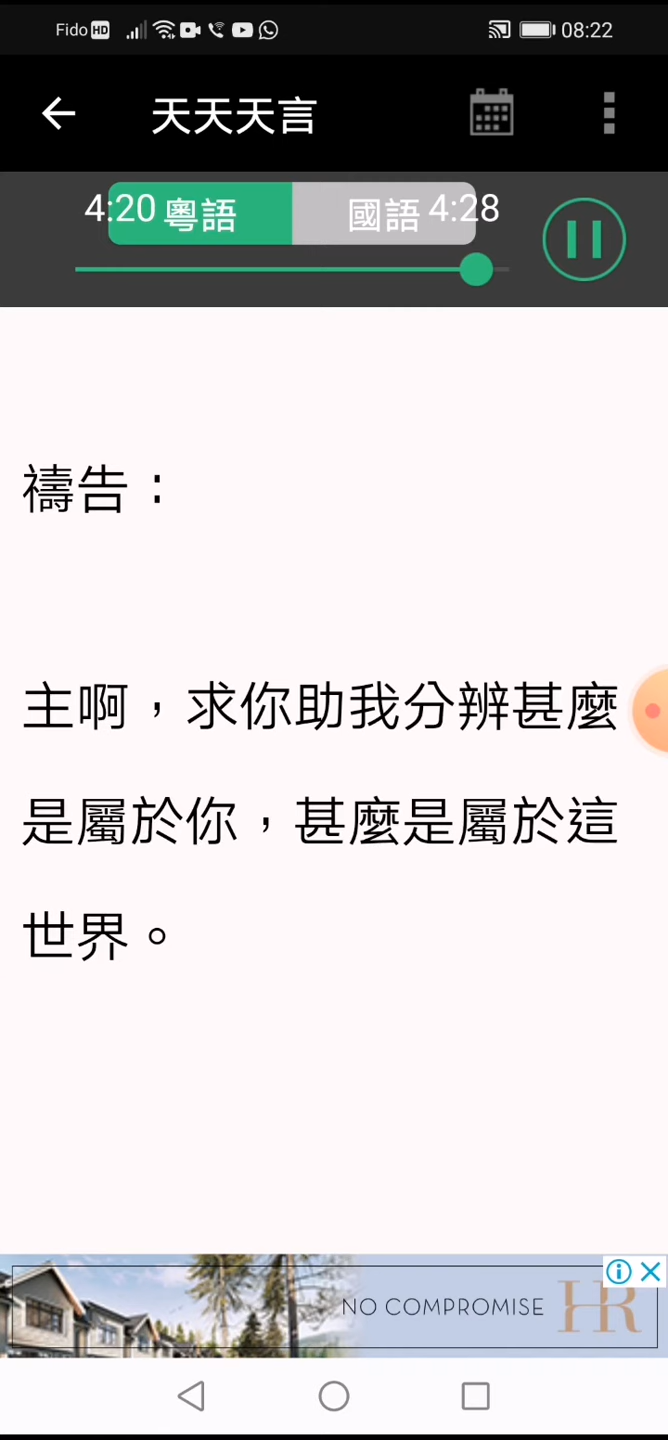 Fido HD 08:22
天天天言
4:20 粵語 國語 4:28
禱告：
主啊，求你助我分辨甚麼
是屬於你，甚麼是屬於這
世界。
NO COMPROMISE HR